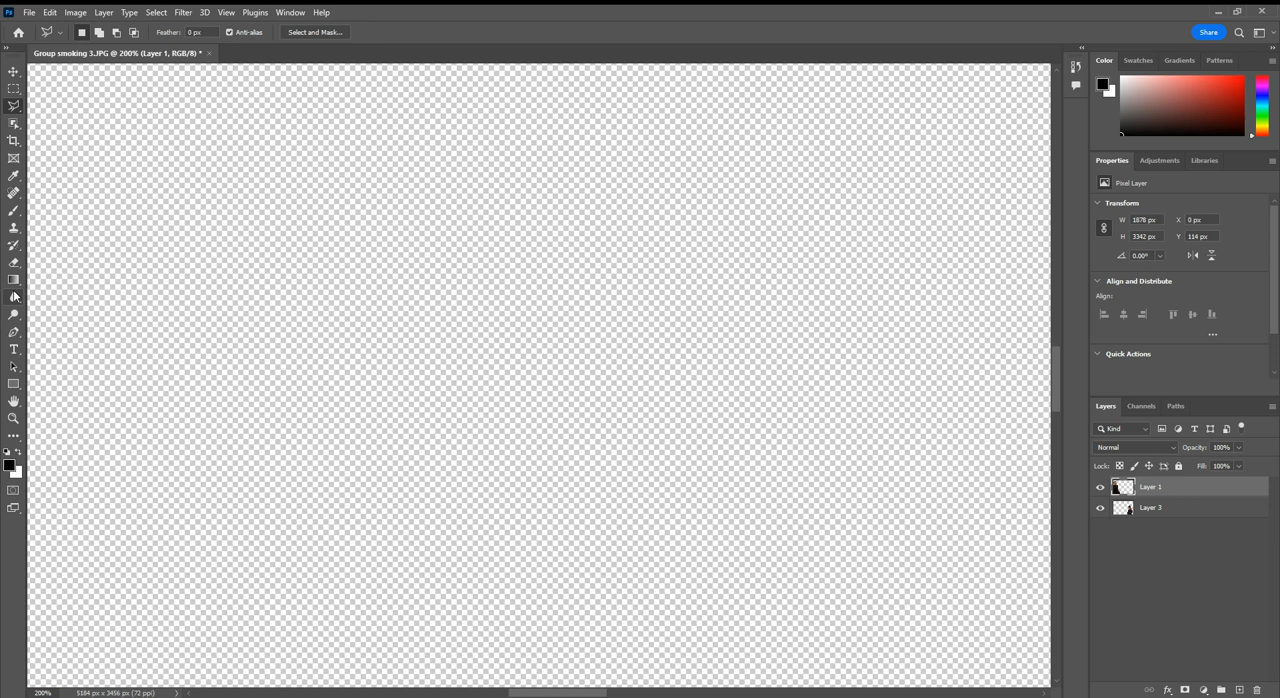 Ps File Edit Image Layer Type Select Filter 3D View Plugins Window Help
Feather: 0 px Anti-alias Select and Mask... Share
Group smoking 3.JPG @ 200% (Layer 1, RGB/8) * ×
Color Swatches Gradients Patterns
Properties Adjustments Libraries
Pixel Layer
Transform
W 1878 px X 0 px
H 3342 px Y 114 px
0.00°
Align and Distribute
Align:
Quick Actions
Layers Channels Paths
Kind
Normal Opacity: 100%
Lock: Fill: 100%
Layer 1
Layer 3
200% 5184 px x 3456 px (72 ppi)